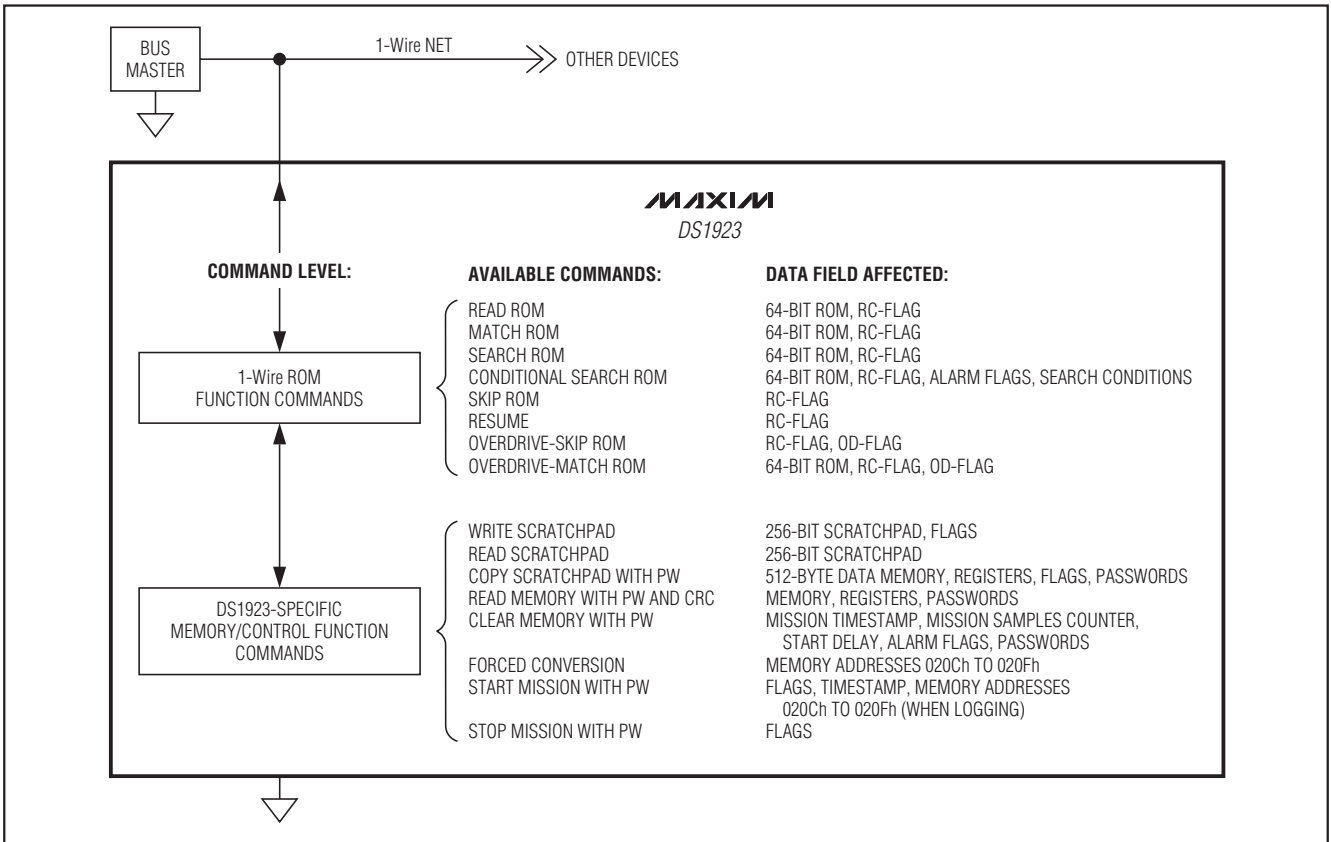 BUS
MASTER
1-Wire NET
OTHER DEVICES
MAXIM
DS1923
COMMAND LEVEL:
AVAILABLE COMMANDS:
DATA FIELD AFFECTED:
1-Wire ROM
FUNCTION COMMANDS
READ ROM 64-BIT ROM, RC-FLAG
MATCH ROM 64-BIT ROM, RC-FLAG
SEARCH ROM 64-BIT ROM, RC-FLAG
CONDITIONAL SEARCH ROM 64-BIT ROM, RC-FLAG, ALARM FLAGS, SEARCH CONDITIONS
SKIP ROM RC-FLAG
RESUME RC-FLAG
OVERDRIVE-SKIP ROM RC-FLAG, OD-FLAG
OVERDRIVE-MATCH ROM 64-BIT ROM, RC-FLAG, OD-FLAG
DS1923-SPECIFIC
MEMORY/CONTROL FUNCTION
COMMANDS
WRITE SCRATCHPAD 256-BIT SCRATCHPAD, FLAGS
READ SCRATCHPAD 256-BIT SCRATCHPAD
COPY SCRATCHPAD WITH PW 512-BYTE DATA MEMORY, REGISTERS, FLAGS, PASSWORDS
READ MEMORY WITH PW AND CRC MEMORY, REGISTERS, PASSWORDS
CLEAR MEMORY WITH PW MISSION TIMESTAMP, MISSION SAMPLES COUNTER,
START DELAY, ALARM FLAGS, PASSWORDS
FORCED CONVERSION MEMORY ADDRESSES 020Ch TO 020Fh
START MISSION WITH PW FLAGS, TIMESTAMP, MEMORY ADDRESSES
020Ch TO 020Fh (WHEN LOGGING)
STOP MISSION WITH PW FLAGS